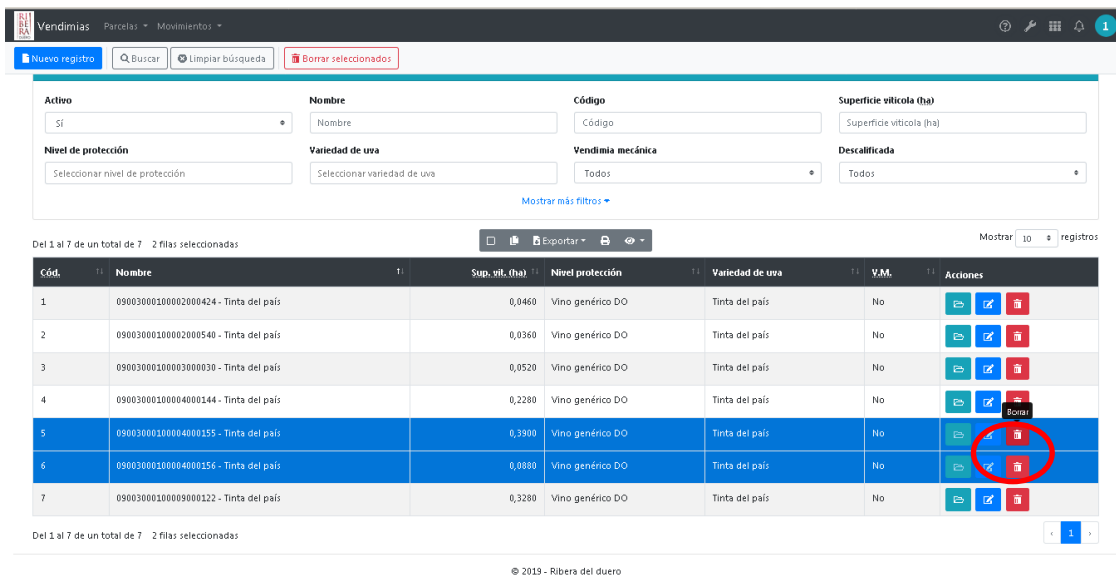 RI
BE
RA
Vendimias Parcelas Movimientos 1
Nuevo registro Buscar Limpiar búsqueda Borrar seleccionados
Activo Nombre Código Superficie vitícola (ha)
Sí Nombre Código Superficie viticola (ha)
Nivel de protección Variedad de uva Vendimia mecánica Descalificada
Seleccionar nivel de protección Seleccionar variedad de uva Todos Todos
Mostrar más filtros
Del 1 al 7 de un total de 7 2 filas seleccionadas Exportar Mostrar 10 registros
Cód. Nombre Sup. vit. (ha) Nivel protección Variedad de uva V.M. Acciones
1 09003000100002000424 - Tinta del país 0,0460 Vino genérico DO Tinta del país No
2 09003000100002000540 - Tinta del país 0,0360 Vino genérico DO Tinta del país No
3 09003000100003000030 - Tinta del país 0,0520 Vino genérico DO Tinta del país No
4 09003000100004000144 - Tinta del país 0,2280 Vino genérico DO Tinta del país No
Borrar
5 09003000100004000155 - Tinta del país 0,3900 Vino genérico DO Tinta del país No
6 09003000100004000156 - Tinta del país 0,0880 Vino genérico DO Tinta del país No
7 09003000100009000122 - Tinta del país 0,3280 Vino genérico DO Tinta del país No
Del 1 al 7 de un total de 7 2 filas seleccionadas 1
© 2019 - Ribera del duero